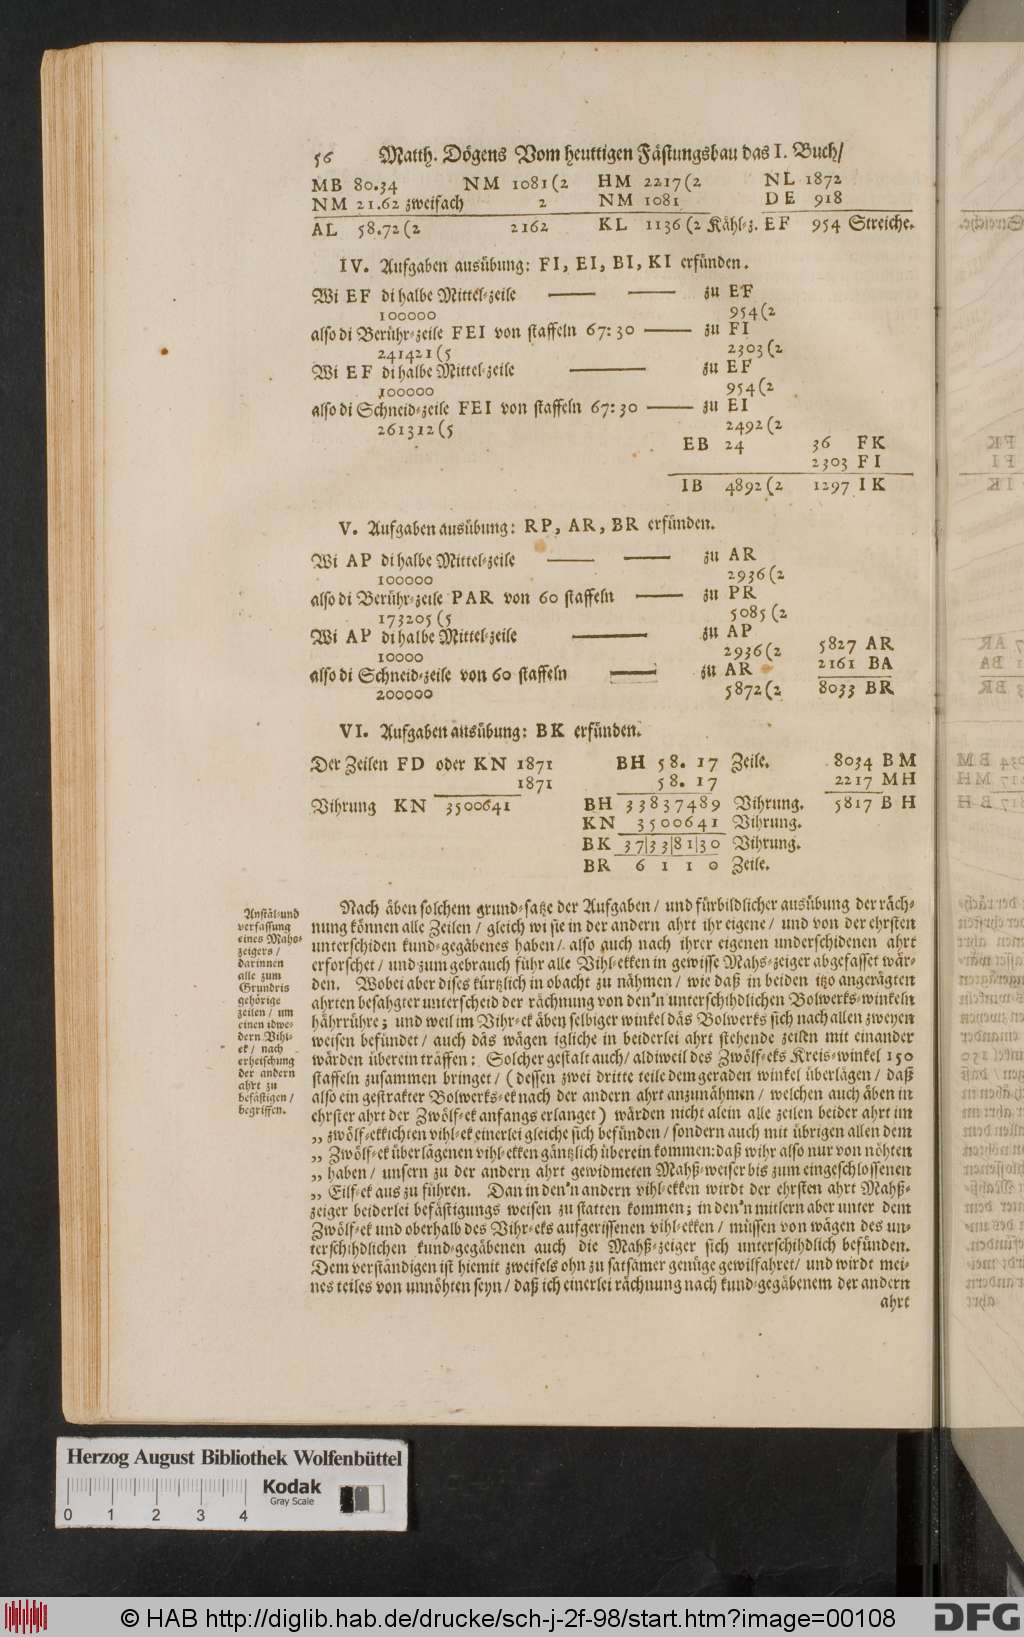 56 Matth. Dögens Vom heuttigen Fästungsbau das I. Buch/
MB 80.34 NM 1081(2 HM 2217(2 NL 1872
NM 21.62 zweifach 2 NM 1081 DE 918
AL 58.72(2 2162 KL 1136(2 Kähl-z. EF 954 Streiche.
IV. Aufgaben ausübung: FI, EI, BI, KI erfünden.
Wi EF di halbe Mittel-zeile zu EF
100000 954(2
also di Berühr-zeile FEI von staffeln 67:30 zu FI
241421(5 2303(2
Wi EF di halbe Mittel-zeile zu EF
100000 954(2
also di Schneid-zeile FEI von staffeln 67:30 zu EI
261312(5 2492(2
EB 24 36 FK
2303 FI
IB 4892(2 1297 IK
V. Aufgaben ausübung: RP, AR, BR erfünden.
Wi AP di halbe Mittel-zeile zu AR
100000 2936(2
also di Berühr-zeile PAR von 60 staffeln zu PR
173205(5 5085(2
Wi AP di halbe Mittel-zeile zu AP
10000 2936(2 5827 AR
also di Schneid-zeile von 60 staffeln zu AR 2161 BA
200000 5872(2 8033 BR
VI. Aufgaben ausübung: BK erfünden.
Der Zeilen FD oder KN 1871 BH 58. 17 Zeile. 8034 BM
1871 58. 17 2217 MH
Vihrung KN 3500641 BH 33837489 Vihrung. 5817 BH
KN 3500641 Vihrung.
BK 37|33|81|30 Vihrung.
BR 6 1 1 0 Zeile.
Nach äben solchem grund-satze der Aufgaben / und fürbildlicher ausübung der räch-
nung können alle Zeilen / gleich wi sie in der andern ahrt ihr eigene / und von der ehrsten
unterschiden kund-gegäbenes haben / also auch nach ihrer eigenen underschidenen ahrt
erforschet / und zum gebrauch führ alle Vihl-ekken in gewisse Mahs-zeiger abgefasset wär-
den. Wobei aber dises kürtzlich in obacht zu nähmen / wie daß in beiden itzo angerägten
ahrten besahgter unterscheid der rächnung von den'n unterschihdlichen Bolwerks-winkeln
hährrühre; und weil im Vihr-ek äben selbiger winkel däs Bolwerks sich nach allen zweyen
weisen befündet / auch däs wägen igliche in beiderlei ahrt stehende zeilen mit einander
wärden überein träffen: Solcher gestalt auch / aldiweil des Zwölf-eks Kreis-winkel 150
staffeln zusammen bringet / (dessen zwei dritte teile dem geraden winkel überlägen / daß
also ein gestrakter Bolwerks-ek nach der andern ahrt anzunähmen / welchen auch äben in
ehrster ahrt der Zwölf-ek anfangs erlanget) wärden nicht alein alle zeilen beider ahrt im
„ zwölf-ekkichten vihl-ek einerlei gleiche sich befünden / sondern auch mit übrigen allen dem
„ Zwölf-ek überlägenen vihl-ekken gäntzlich überein kommen: daß wihr also nur von nöhten
„ haben / unsern zu der andern ahrt gewidmeten Mahß-weiser bis zum eingeschlossenen
„ Eilf-ek aus zu führen. Dan in den'n andern vihl-ekken wirdt der ehrsten ahrt Mahß-
zeiger beiderlei befästigungs weisen zu statten kommen; in den'n mitlern aber unter dem
Zwölf-ek und oberhalb des Vihr-eks aufgerissenen vihl-ekken / müssen von wägen des un-
terschihdlichen kund-gegäbenen auch die Mahß-zeiger sich unterschihdlich befünden.
Dem verständigen ist hiemit zweifels ohn zu satsamer genüge gewilfahret / und wirdt mei-
nes teiles von unnöhten seyn / daß ich einerlei rächnung nach kund-gegäbenem der andern
ahrt
Anstäl- und
verfassung
eines Mahs-
zeigers /
darinnen
alle zum
Grundris
gehörige
zeilen / um
einen idwe-
dern Vihl-
ek / nach
erheischung
der andern
ahrt zu
befästigen /
begriffen.
Herzog August Bibliothek Wolfenbüttel
Kodak
Gray Scale
0 1 2 3 4
© HAB http://diglib.hab.de/drucke/sch-j-2f-98/start.htm?image=00108
DFG